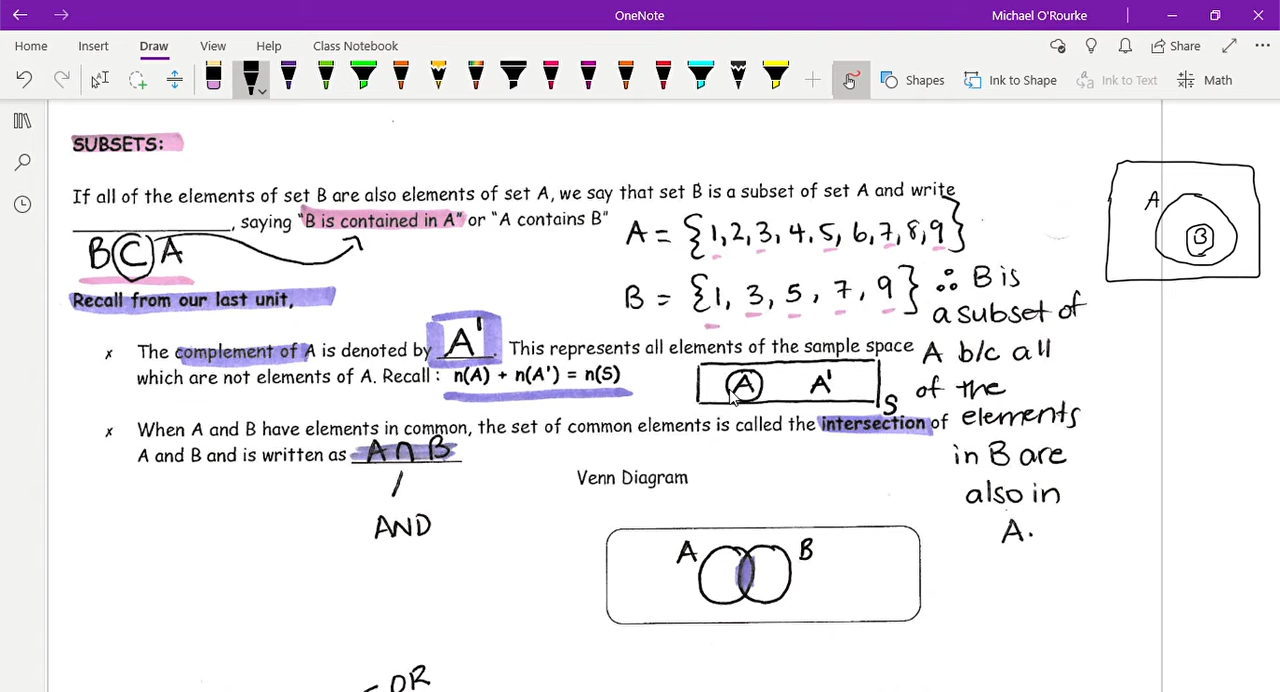 OneNote
Michael O'Rourke
Home Insert Draw View Help Class Notebook
Share
Shapes Ink to Shape Ink to Text Math
SUBSETS:
If all of the elements of set B are also elements of set A, we say that set B is a subset of set A and write
____________, saying "B is contained in A" or "A contains B"
B ⊂ A
A = {1, 2, 3, 4, 5, 6, 7, 8, 9}
B = {1, 3, 5, 7, 9} ∴ B is
a subset of
A b/c all
of the
elements
in B are
also in
A.
A
B
Recall from our last unit,
x The complement of A is denoted by A'. This represents all elements of the sample space
which are not elements of A. Recall: n(A) + n(A') = n(S)
A A'
S
x When A and B have elements in common, the set of common elements is called the intersection of
A and B and is written as A ∩ B
AND
Venn Diagram
A B
OR